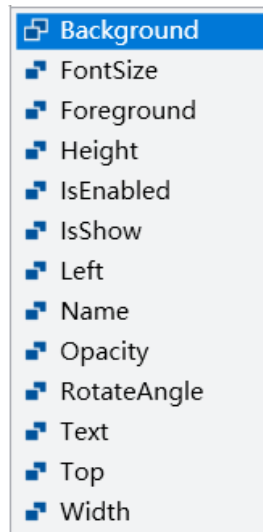 Background
FontSize
Foreground
Height
IsEnabled
IsShow
Left
Name
Opacity
RotateAngle
Text
Top
Width